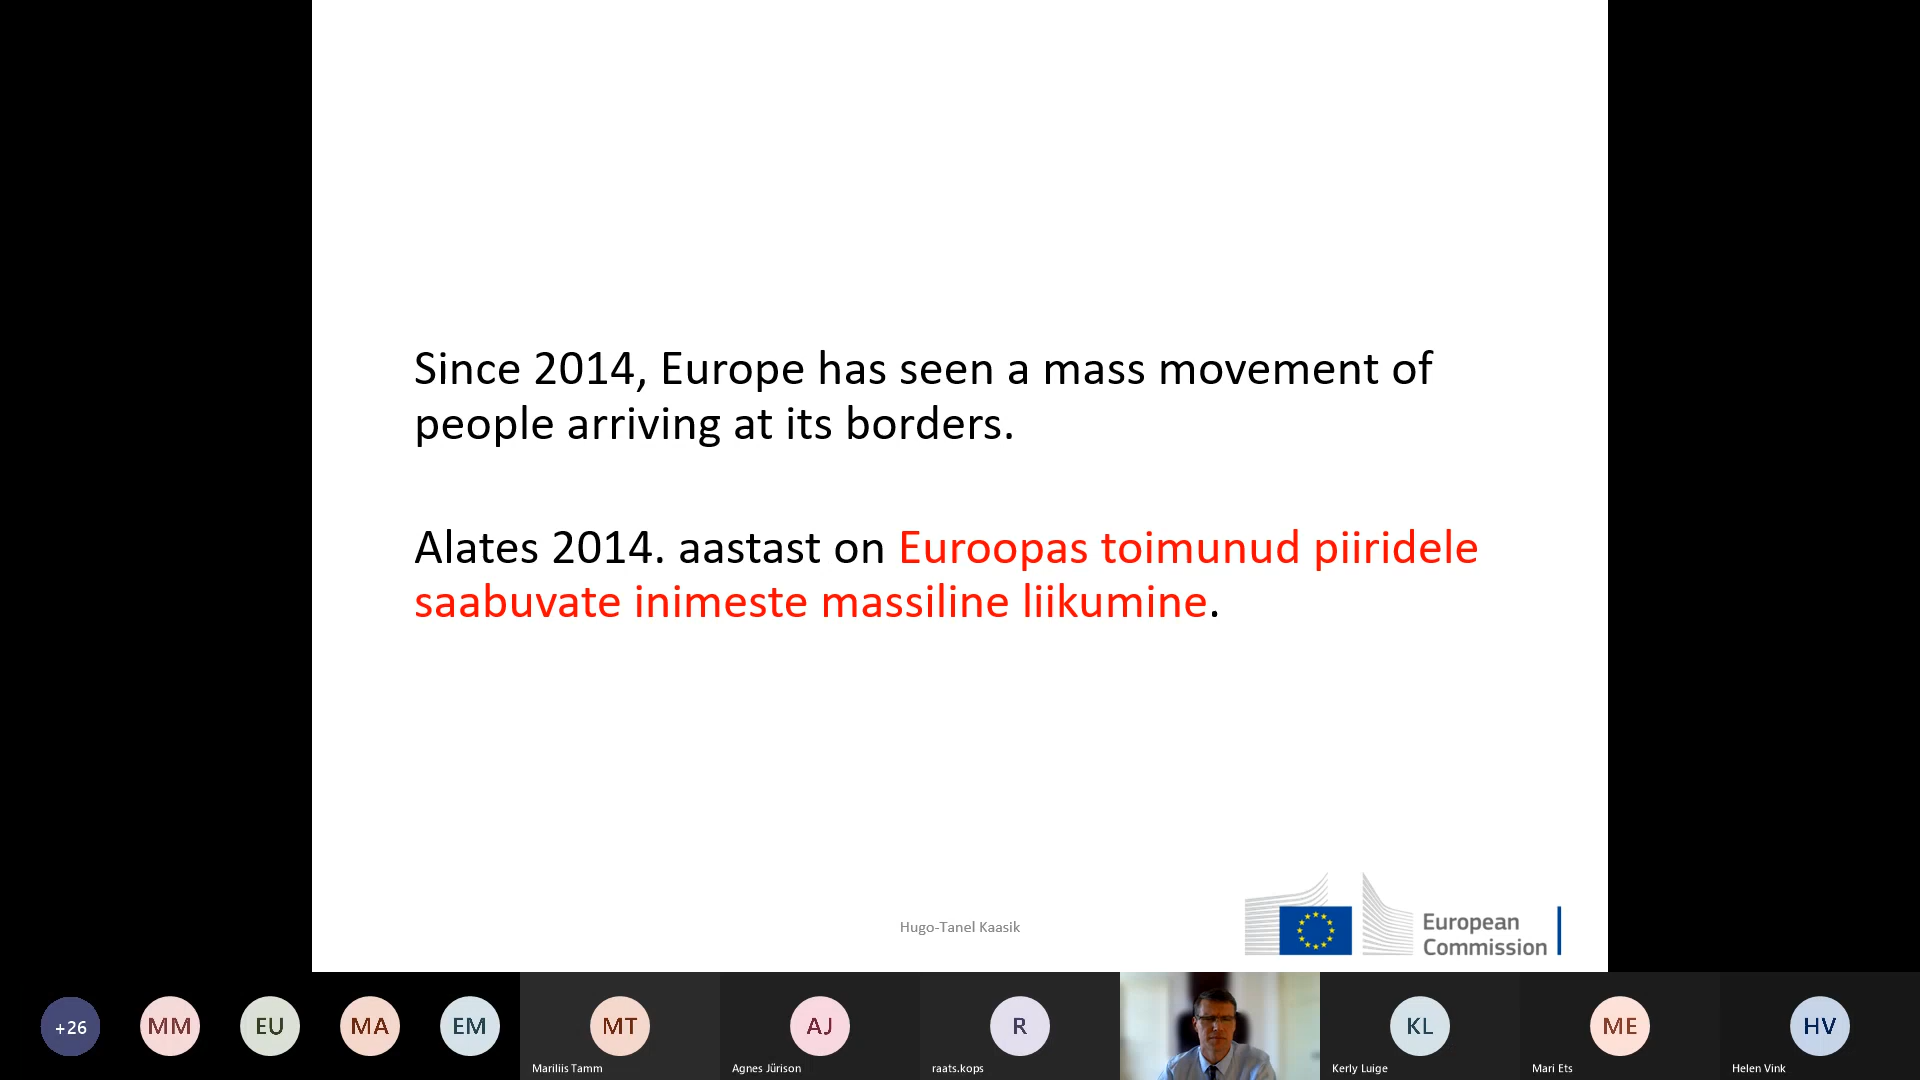 Since 2014, Europe has seen a mass movement of
people arriving at its borders.
Alates 2014. aastast on Euroopas toimunud piiridele
saabuvate inimeste massiline liikumine.
Hugo-Tanel Kaasik
European
Commission
+26
MM
EU
MA
EM
MT
Mariliis Tamm
AJ
Agnes Jürison
R
raats.kops
KL
Kerly Luige
ME
Mari Ets
HV
Helen Vink